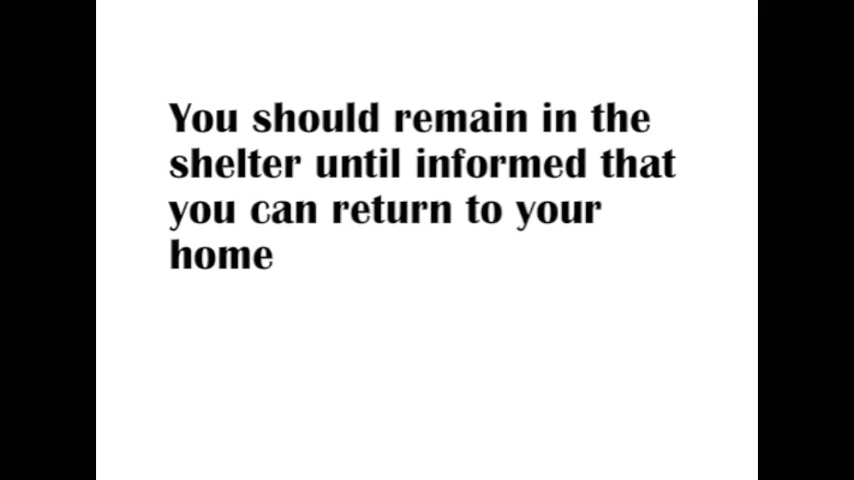 You should remain in the
shelter until informed that
you can return to your
home